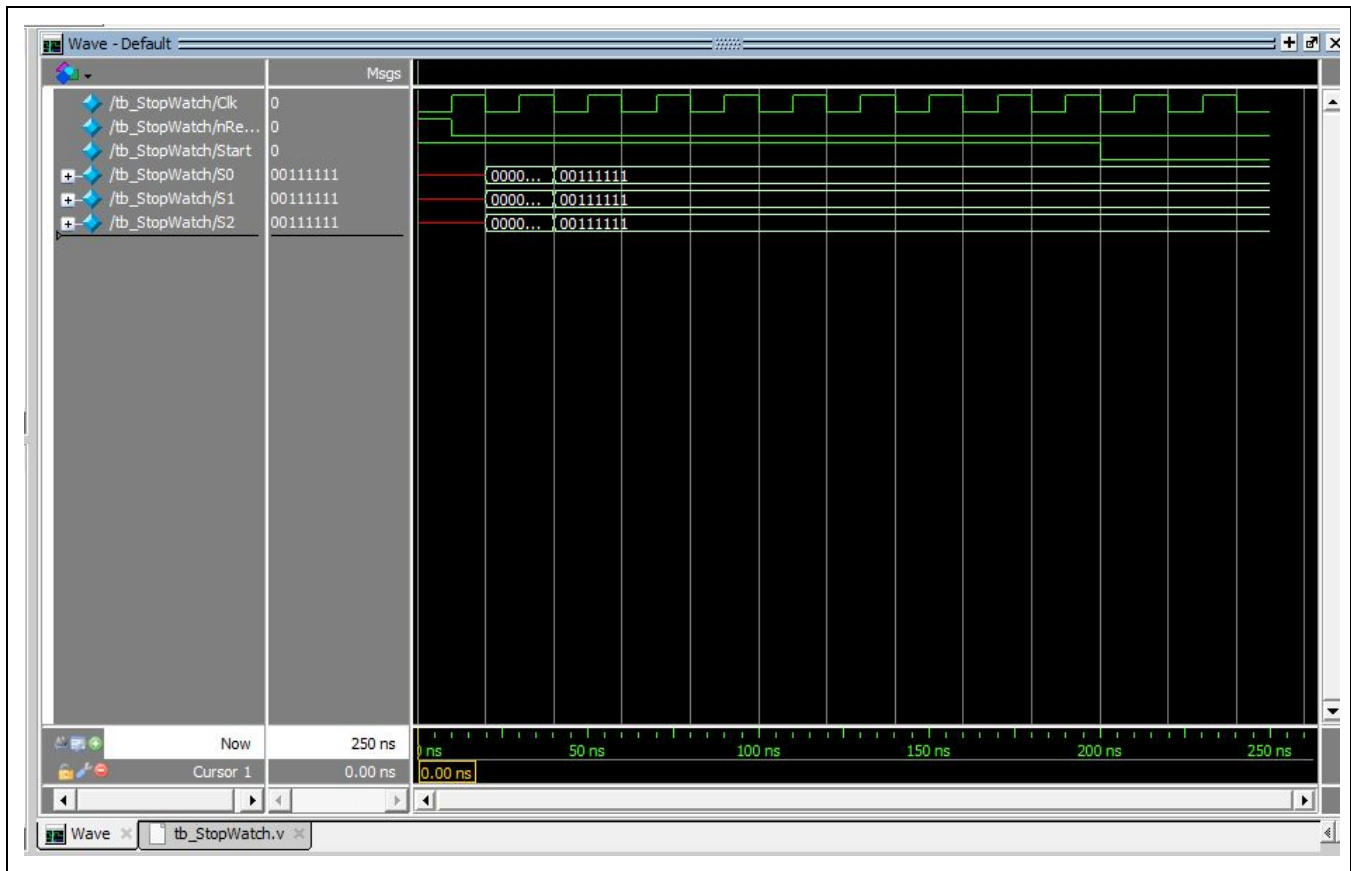 Wave - Default
Msgs
/tb_StopWatch/Clk 0
/tb_StopWatch/nRe... 0
/tb_StopWatch/Start 0
/tb_StopWatch/S0 00111111 0000... 00111111
/tb_StopWatch/S1 00111111 0000... 00111111
/tb_StopWatch/S2 00111111 0000... 00111111
Now 250 ns ns 50 ns 100 ns 150 ns 200 ns 250 ns
Cursor 1 0.00 ns 0.00 ns
Wave tb_StopWatch.v